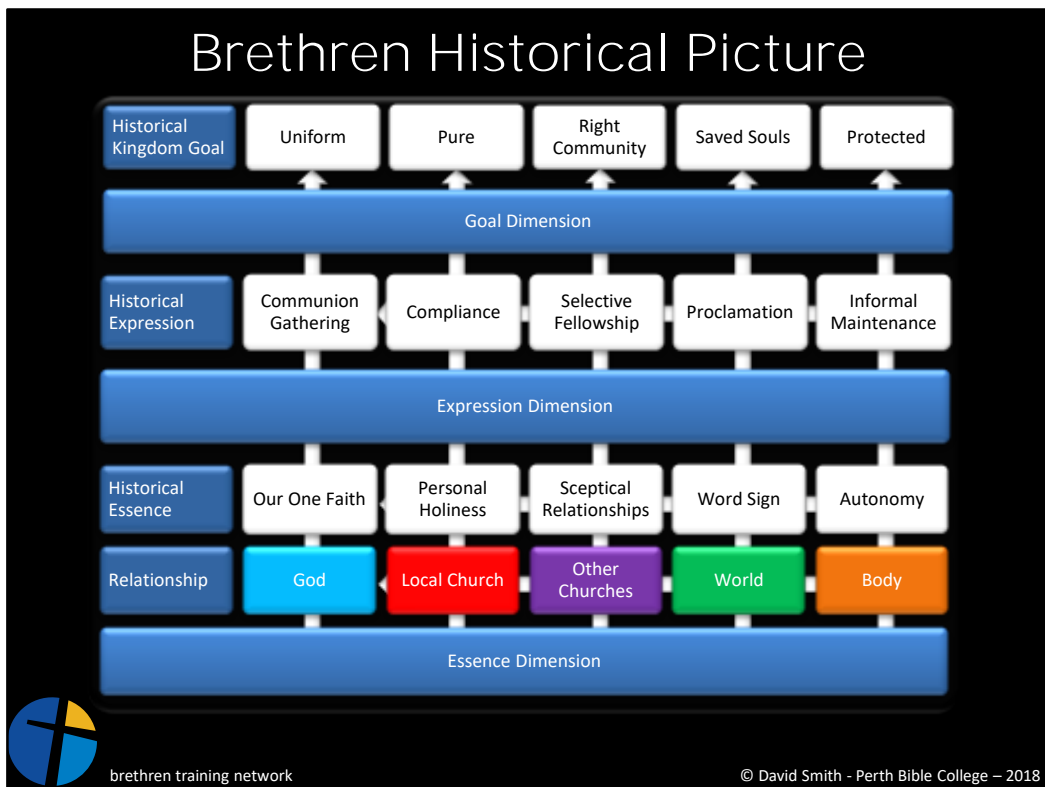 Brethren Historical Picture
Historical
Kingdom Goal
Uniform
Pure
Right
Community
Saved Souls
Protected
Goal Dimension
Historical
Expression
Communion
Gathering
Compliance
Selective
Fellowship
Proclamation
Informal
Maintenance
Expression Dimension
Historical
Essence
Our One Faith
Personal
Holiness
Sceptical
Relationships
Word Sign
Autonomy
Relationship
God
Local Church
Other
Churches
World
Body
Essence Dimension
brethren training network
© David Smith - Perth Bible College – 2018